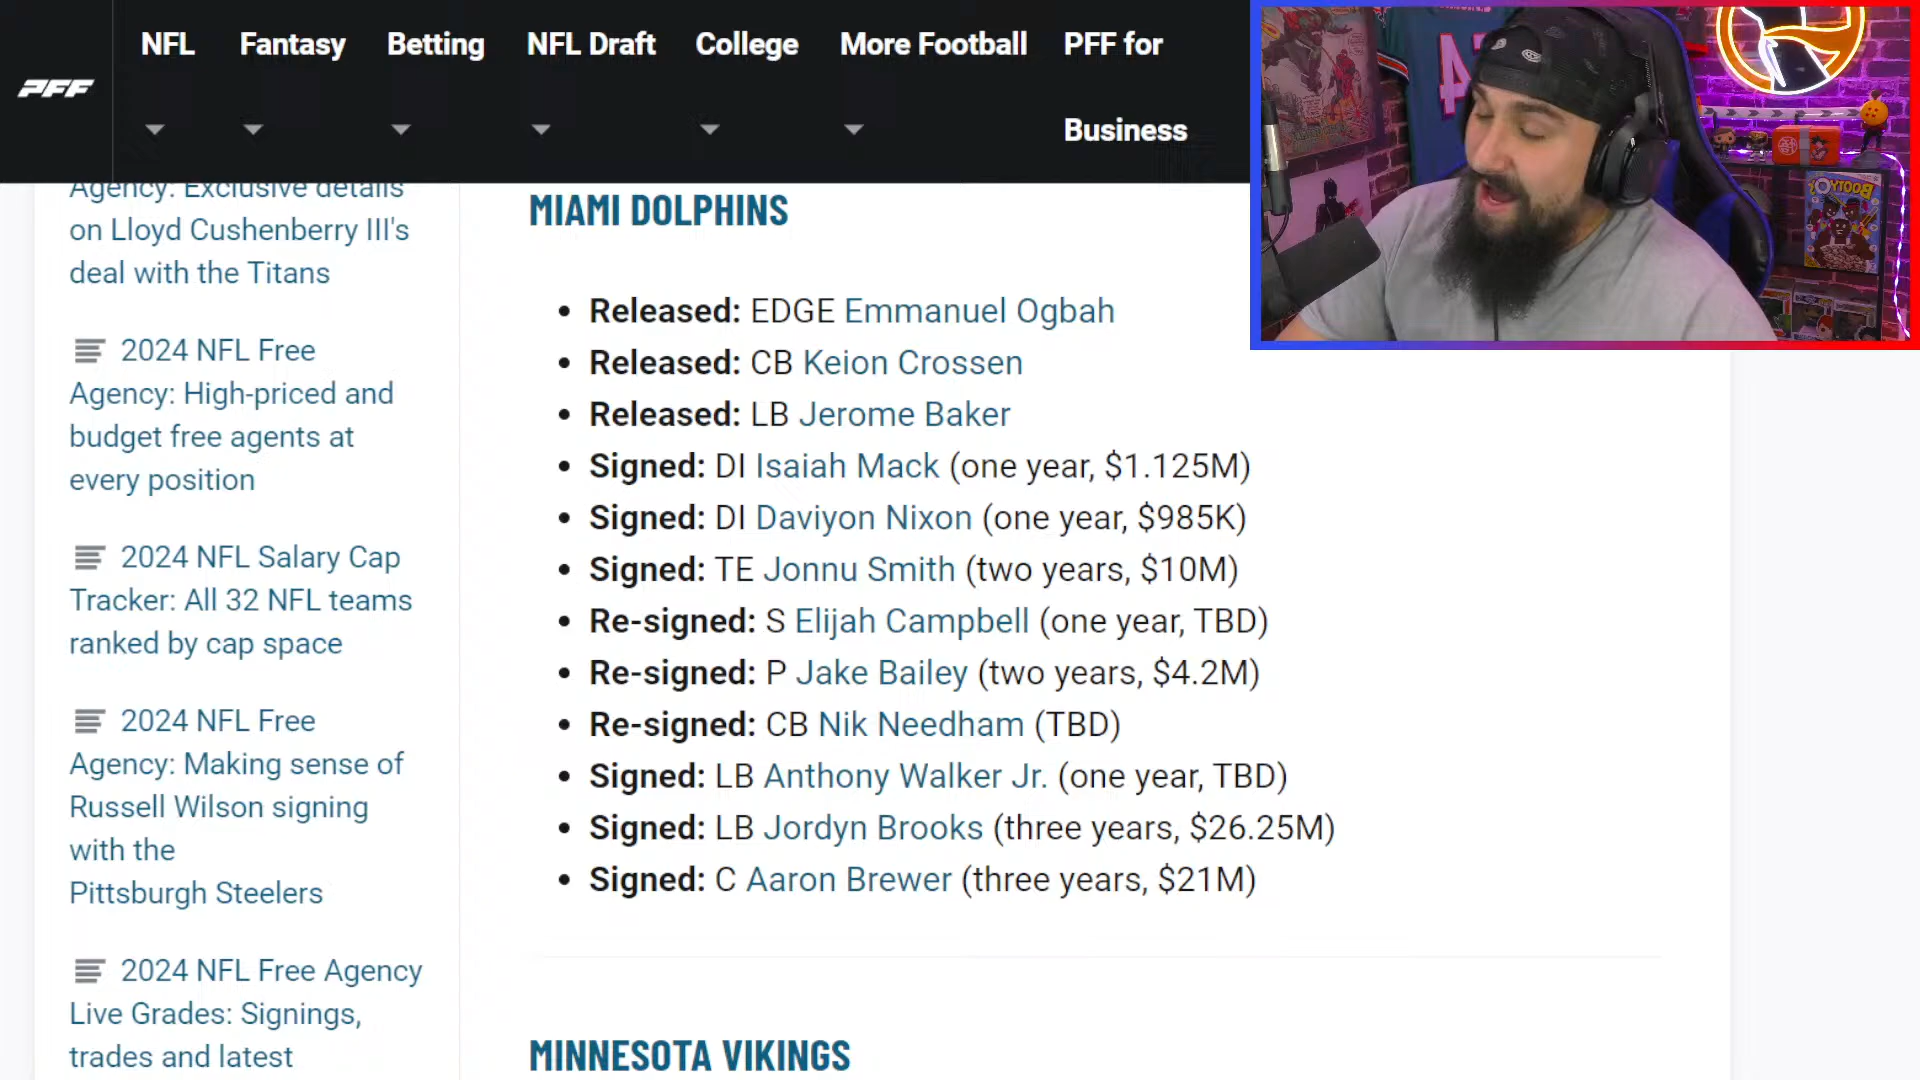 NFL Fantasy Betting NFL Draft College More Football PFF for
Business
PFF
Agency: Exclusive details
on Lloyd Cushenberry III's
deal with the Titans
2024 NFL Free
Agency: High-priced and
budget free agents at
every position
2024 NFL Salary Cap
Tracker: All 32 NFL teams
ranked by cap space
2024 NFL Free
Agency: Making sense of
Russell Wilson signing
with the
Pittsburgh Steelers
2024 NFL Free Agency
Live Grades: Signings,
trades and latest
MIAMI DOLPHINS
• Released: EDGE Emmanuel Ogbah
• Released: CB Keion Crossen
• Released: LB Jerome Baker
• Signed: DI Isaiah Mack (one year, $1.125M)
• Signed: DI Daviyon Nixon (one year, $985K)
• Signed: TE Jonnu Smith (two years, $10M)
• Re-signed: S Elijah Campbell (one year, TBD)
• Re-signed: P Jake Bailey (two years, $4.2M)
• Re-signed: CB Nik Needham (TBD)
• Signed: LB Anthony Walker Jr. (one year, TBD)
• Signed: LB Jordyn Brooks (three years, $26.25M)
• Signed: C Aaron Brewer (three years, $21M)
MINNESOTA VIKINGS